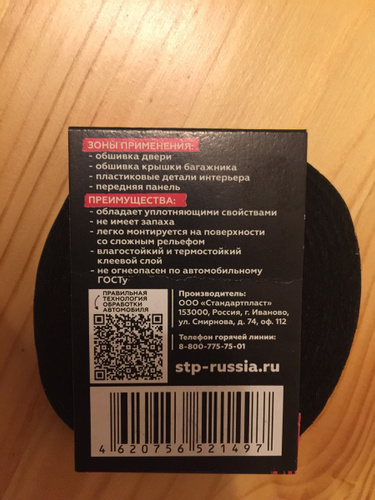 ЗОНЫ ПРИМЕНЕНИЯ:
- обшивка двери
- обшивка крышки багажника
- пластиковые детали интерьера
- передняя панель
ПРЕИМУЩЕСТВА:
- обладает уплотняющими свойствами
- не имеет запаха
- легко монтируется на поверхности
со сложным рельефом
- влагостойкий и термостойкий
клеевой слой
- не огнеопасен по автомобильному
ГОСТу
ПРАВИЛЬНАЯ
ТЕХНОЛОГИЯ
ОБРАБОТКИ
АВТОМОБИЛЯ
Производитель:
ООО «Стандартпласт»
153000, Россия, г. Иваново,
ул. Смирнова, д. 74, оф. 112
Телефон горячей линии:
8-800-775-75-01
stp-russia.ru
4 620756 521497